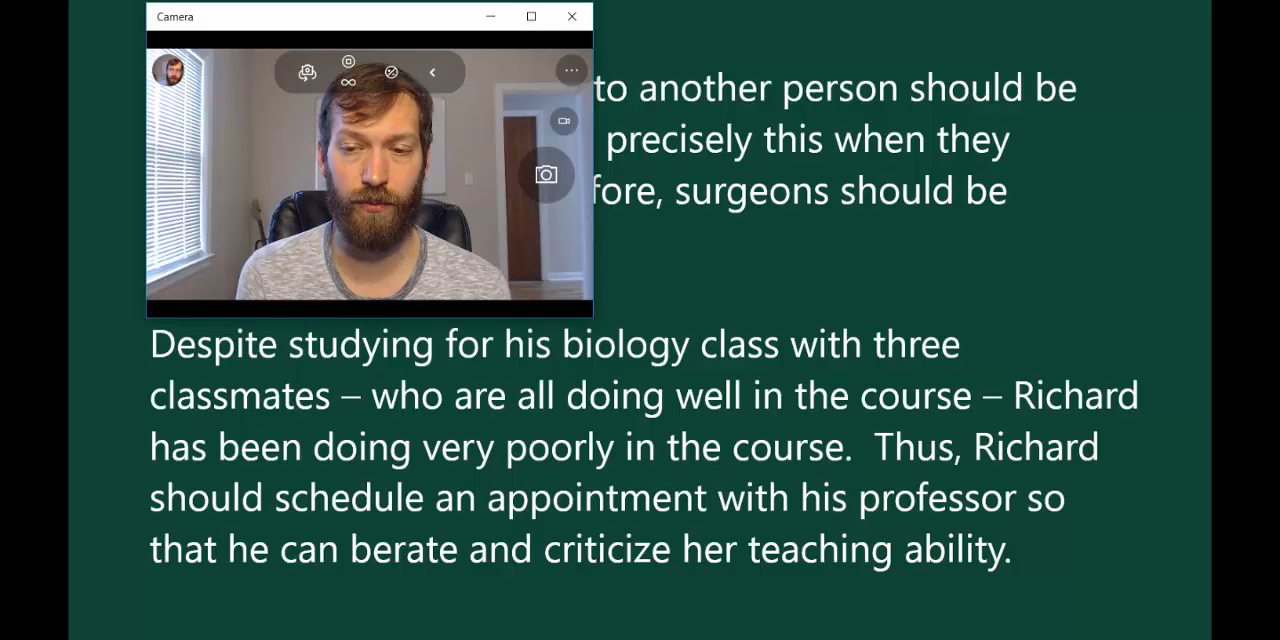 Camera
to another person should be
precisely this when they
fore, surgeons should be
Despite studying for his biology class with three
classmates – who are all doing well in the course – Richard
has been doing very poorly in the course.  Thus, Richard
should schedule an appointment with his professor so
that he can berate and criticize her teaching ability.